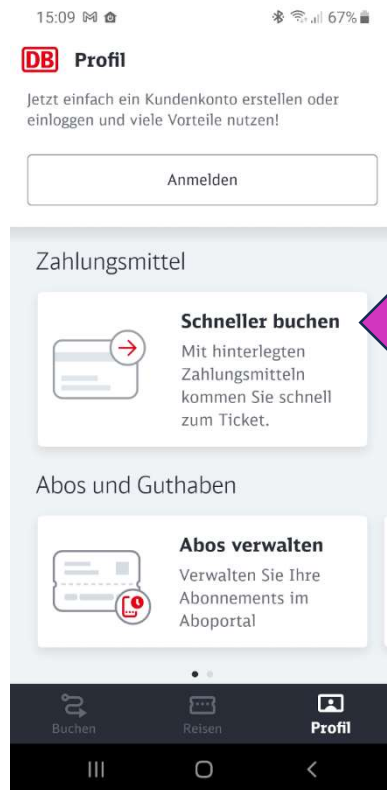 15:09 67%
DB Profil
Jetzt einfach ein Kundenkonto erstellen oder
einloggen und viele Vorteile nutzen!
Anmelden
Zahlungsmittel
Schneller buchen
Mit hinterlegten
Zahlungsmitteln
kommen Sie schnell
zum Ticket.
Abos und Guthaben
Abos verwalten
Verwalten Sie Ihre
Abonnements im
Aboportal
Buchen Reisen Profil